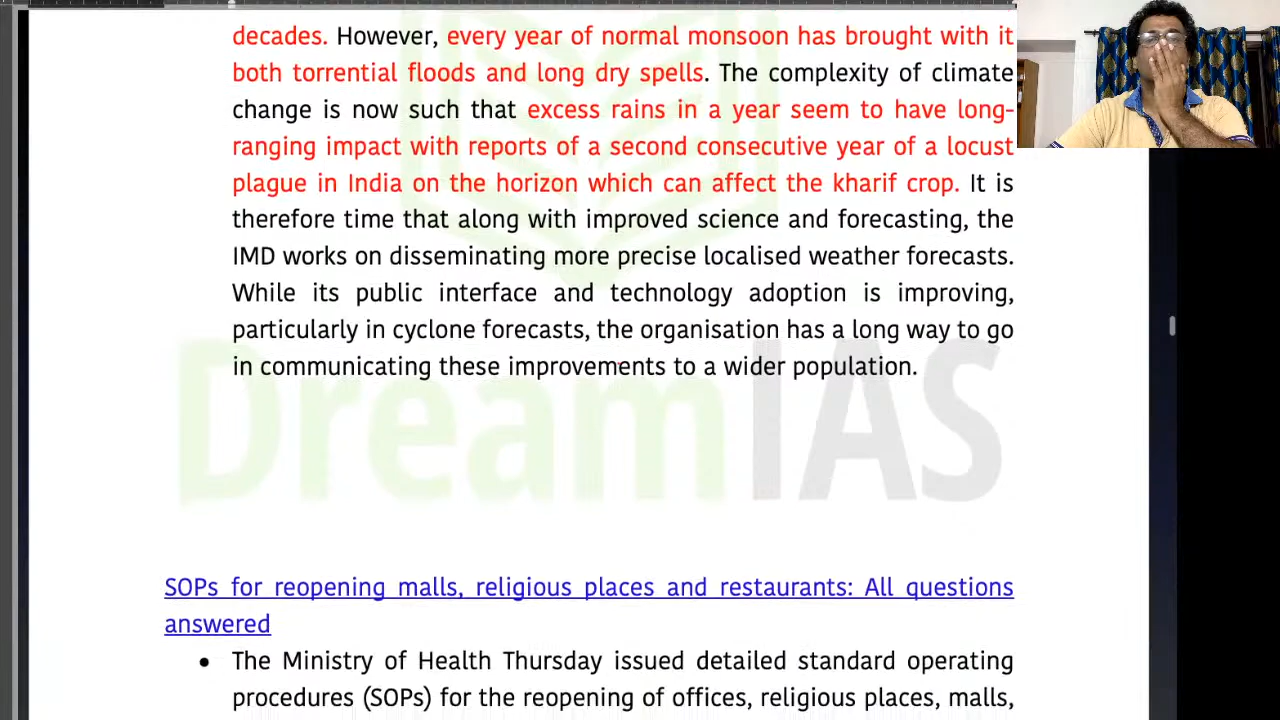 decades. However, every year of normal monsoon has brought with it
both torrential floods and long dry spells. The complexity of climate
change is now such that excess rains in a year seem to have long-
ranging impact with reports of a second consecutive year of a locust
plague in India on the horizon which can affect the kharif crop. It is
therefore time that along with improved science and forecasting, the
IMD works on disseminating more precise localised weather forecasts.
While its public interface and technology adoption is improving,
particularly in cyclone forecasts, the organisation has a long way to go
in communicating these improvements to a wider population.
DreamIAS
SOPs for reopening malls, religious places and restaurants: All questions
answered
• The Ministry of Health Thursday issued detailed standard operating
procedures (SOPs) for the reopening of offices, religious places, malls,